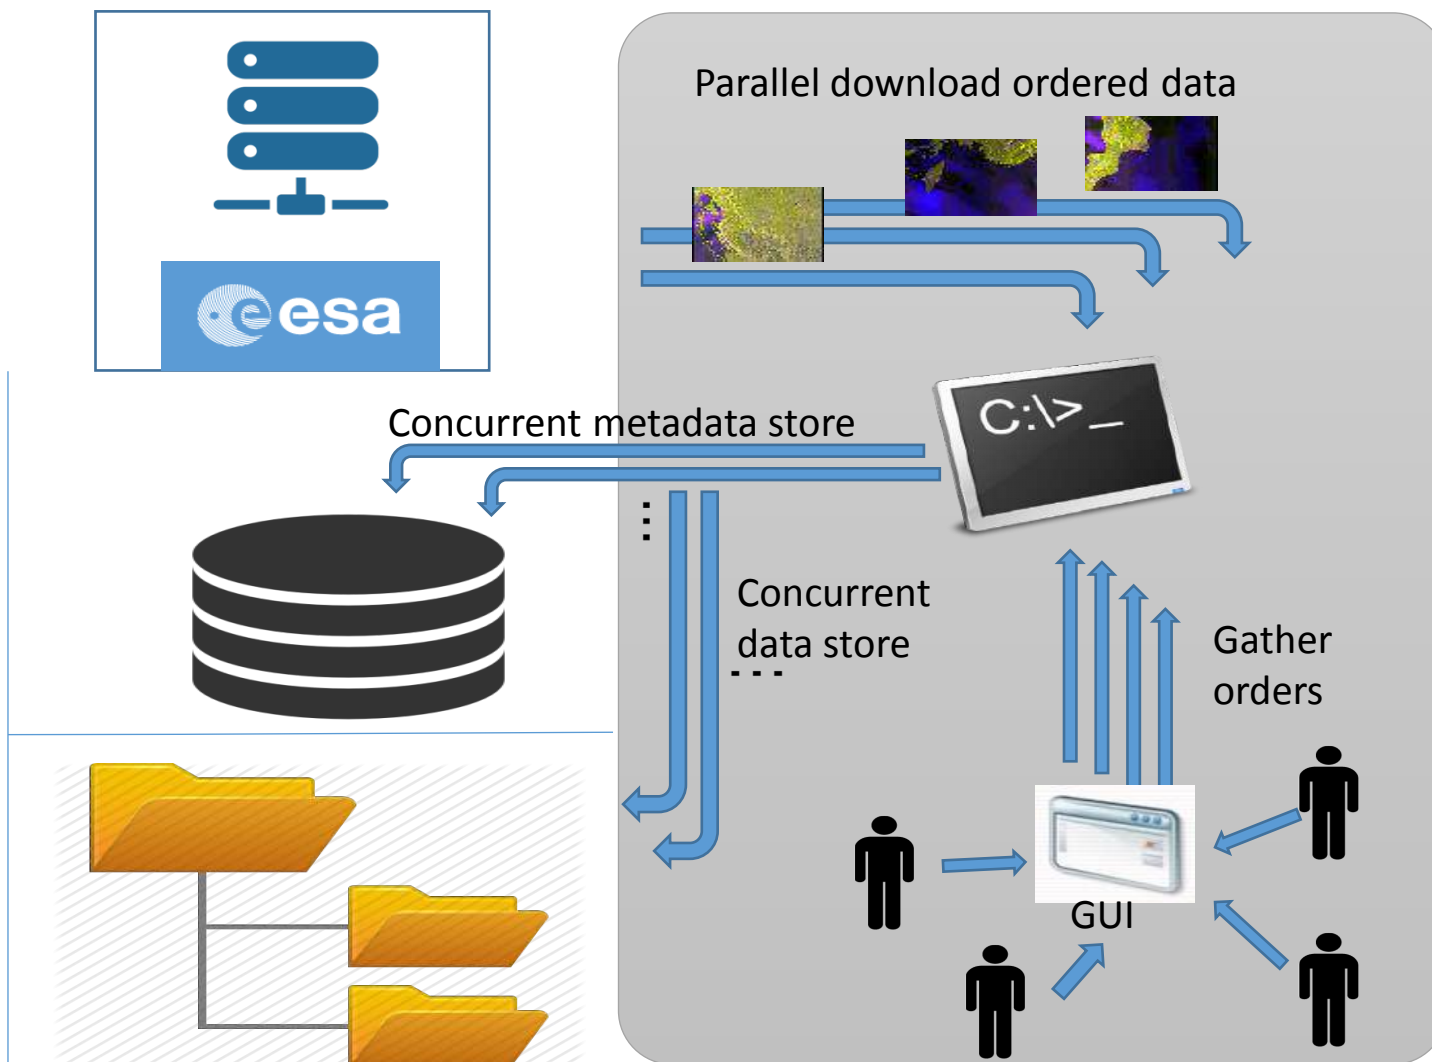 Parallel download ordered data
esa
Concurrent metadata store
C:\>_
Concurrent
data store
Gather
orders
GUI